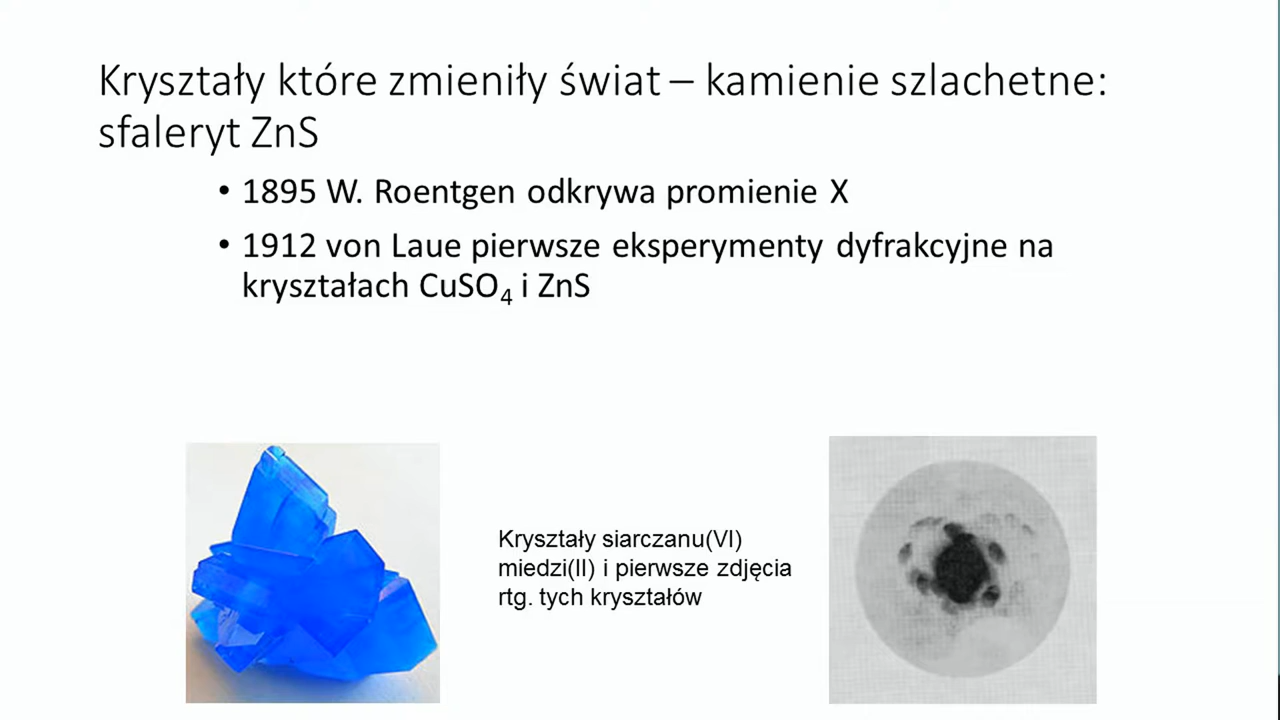 Kryształy które zmieniły świat – kamienie szlachetne:
sfaleryt ZnS
• 1895 W. Roentgen odkrywa promienie X
• 1912 von Laue pierwsze eksperymenty dyfrakcyjne na
kryształach CuSO₄ i ZnS
Kryształy siarczanu(VI)
miedzi(II) i pierwsze zdjęcia
rtg. tych kryształów